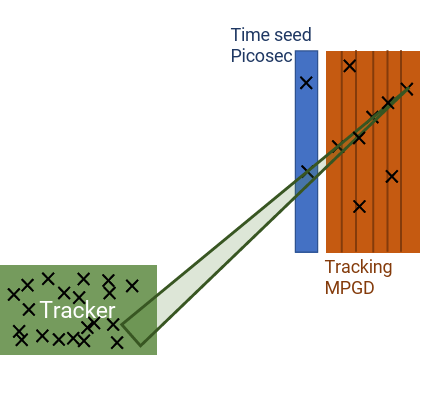 Time seed
Picosec
Tracker
Tracking
MPGD